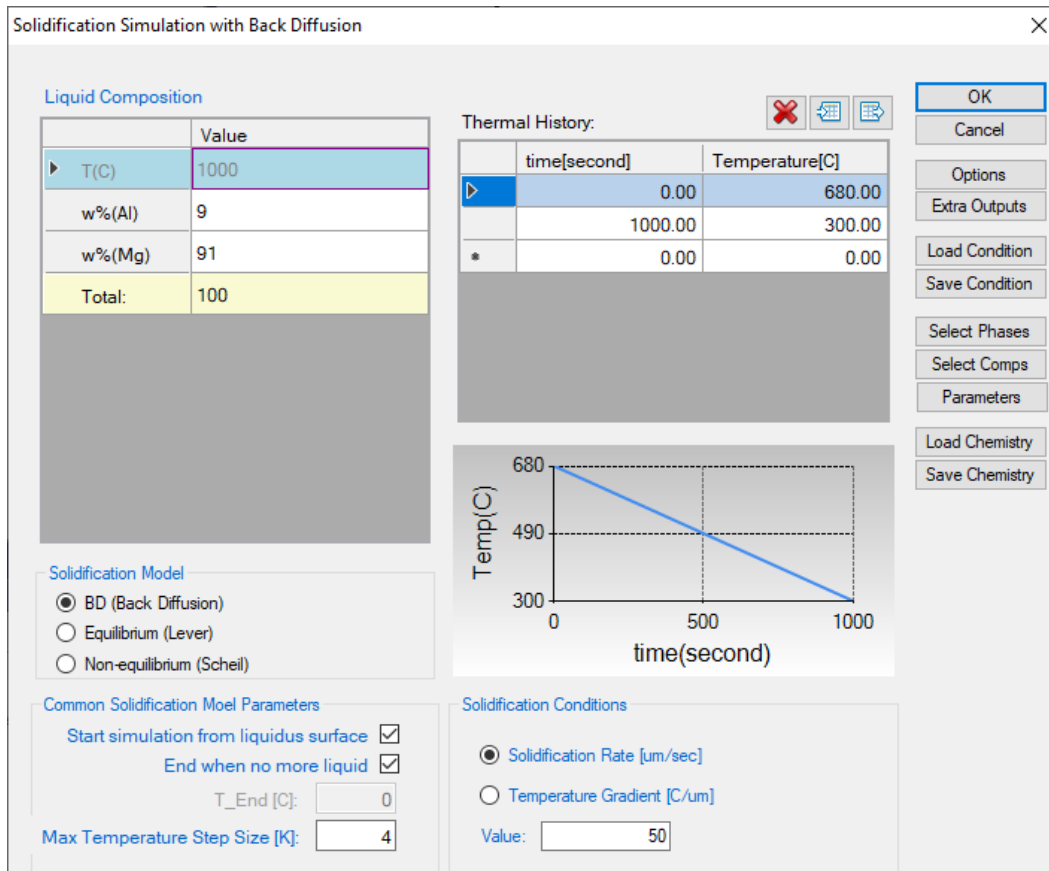 Solidification Simulation with Back Diffusion
Liquid Composition
Value
T(C) 1000
w%(Al) 9
w%(Mg) 91
Total: 100
Thermal History:
time[second] Temperature[C]
0.00 680.00
1000.00 300.00
* 0.00 0.00
OK
Cancel
Options
Extra Outputs
Load Condition
Save Condition
Select Phases
Select Comps
Parameters
Load Chemistry
Save Chemistry
Temp(C)
680
490
300
0 500 1000
time(second)
Solidification Model
BD (Back Diffusion)
Equilibrium (Lever)
Non-equilibrium (Scheil)
Common Solidification Moel Parameters
Start simulation from liquidus surface
End when no more liquid
T_End [C]: 0
Max Temperature Step Size [K]: 4
Solidification Conditions
Solidification Rate [um/sec]
Temperature Gradient [C/um]
Value: 50